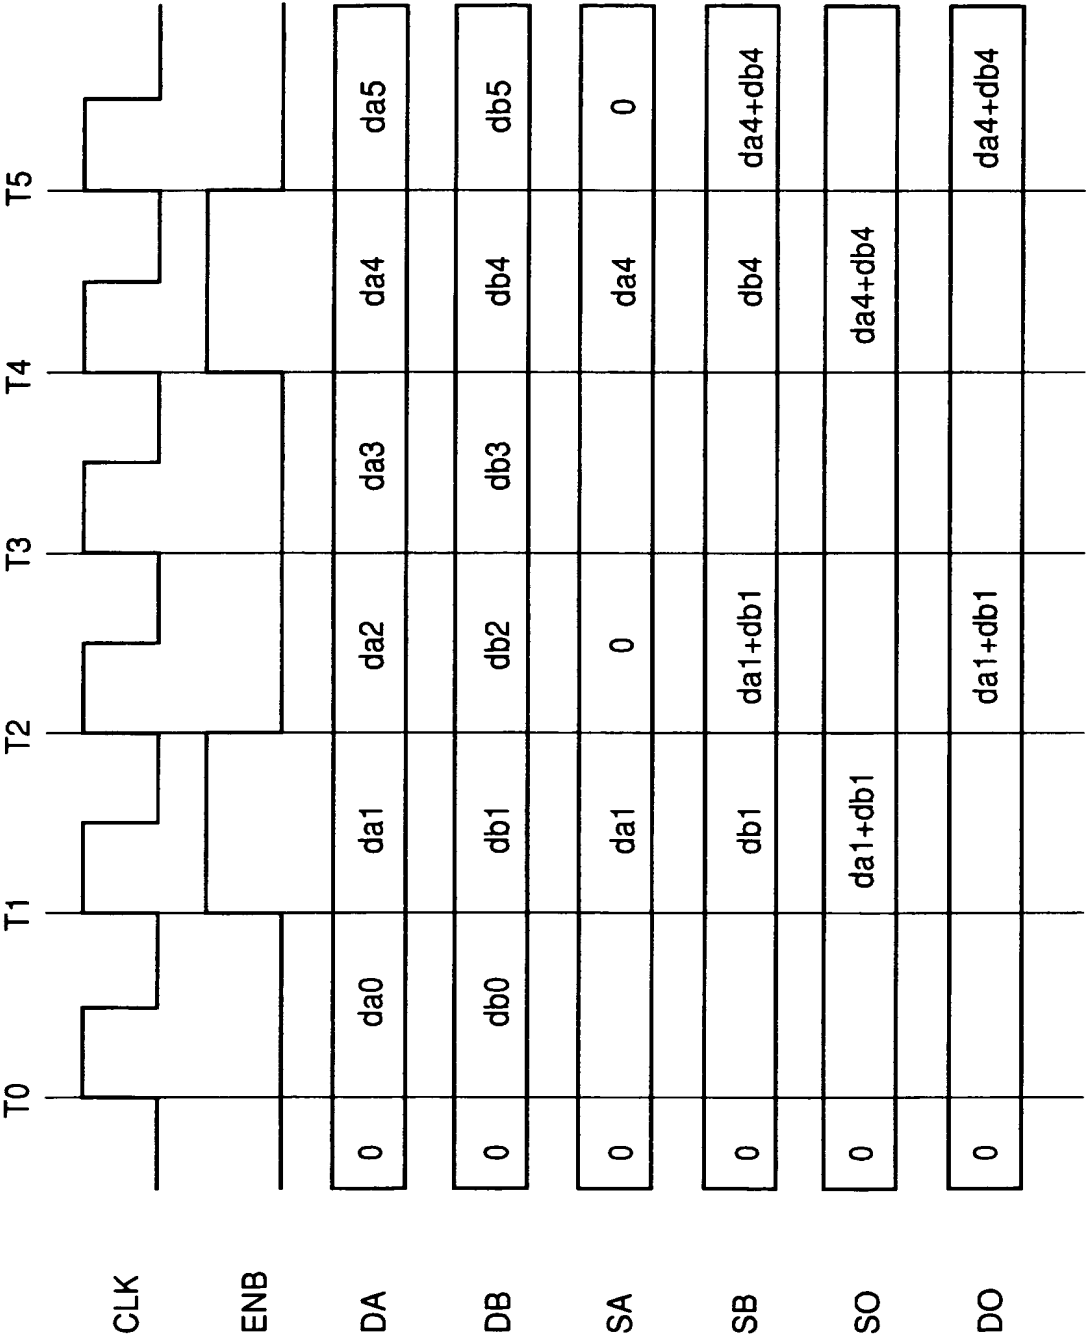 T0 T1 T2 T3 T4 T5
CLK
ENB
DA 0 da0 da1 da2 da3 da4 da5
DB 0 db0 db1 db2 db3 db4 db5
SA 0 da1 0 da4 0
SB 0 db1 da1+db1 db4 da4+db4
SO 0 da1+db1 da4+db4
DO 0 da1+db1 da4+db4